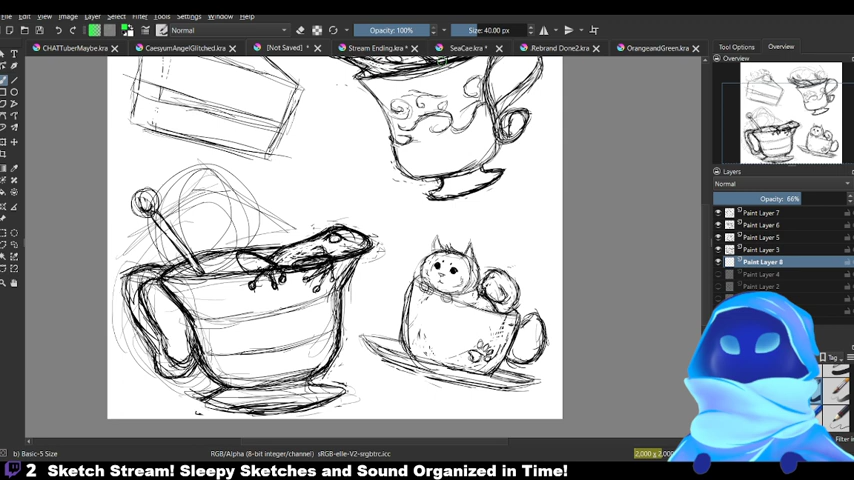 File Edit View Image Layer Select Filter Tools Settings Window Help
Normal Opacity: 100% Size: 40.00 px
CHATTuberMaybe.kra CaesyumAngelGlitched.kra [Not Saved] * Stream Ending.kra * SeaCae.kra * .Rebrand Done2.kra OrangeandGreen.kra Tool Options Overview
Overview
Layers
Normal
Opacity: 66%
Paint Layer 7
Paint Layer 6
Paint Layer 5
Paint Layer 3
Paint Layer 8
Paint Layer 4
Paint Layer 2
Tag
Filter in
b) Basic-5 Size RGB/Alpha (8-bit integer/channel) sRGB-elle-V2-srgbtrc.icc 2,000 x 2,000
2 Sketch Stream! Sleepy Sketches and Sound Organized in Time!